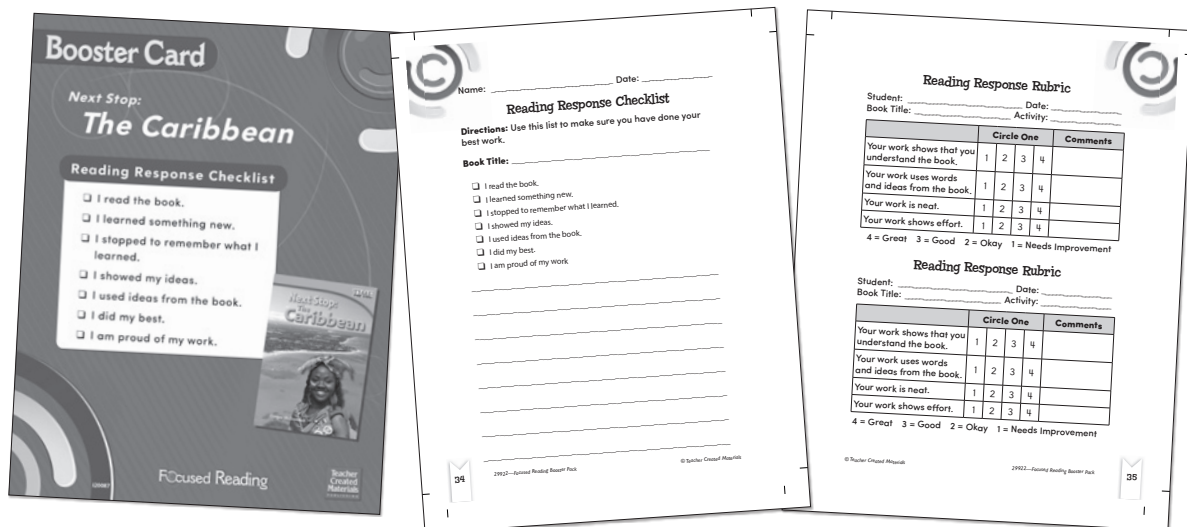 Booster Card
Next Stop:
The Caribbean
Reading Response Checklist
❑ I read the book.
❑ I learned something new.
❑ I stopped to remember what I
learned.
❑ I showed my ideas.
❑ I used ideas from the book.
❑ I did my best.
❑ I am proud of my work.
Next Stop:
The
Caribbean
Focused Reading
Teacher
Created
Materials
Name: Date:
Reading Response Checklist
Directions: Use this list to make sure you have done your
best work.
Book Title:
❑ I read the book.
❑ I learned something new.
❑ I stopped to remember what I learned.
❑ I showed my ideas.
❑ I used ideas from the book.
❑ I did my best.
❑ I am proud of my work
34
29922—Focused Reading Booster Pack
© Teacher Created Materials
Reading Response Rubric
Student: Date:
Book Title: Activity:
Circle One Comments
Your work shows that you
understand the book. 1 2 3 4
Your work uses words
and ideas from the book. 1 2 3 4
Your work is neat. 1 2 3 4
Your work shows effort. 1 2 3 4
4 = Great 3 = Good 2 = Okay 1 = Needs Improvement
Reading Response Rubric
Student: Date:
Book Title: Activity:
Circle One Comments
Your work shows that you
understand the book. 1 2 3 4
Your work uses words
and ideas from the book. 1 2 3 4
Your work is neat. 1 2 3 4
Your work shows effort. 1 2 3 4
4 = Great 3 = Good 2 = Okay 1 = Needs Improvement
© Teacher Created Materials
29922—Focused Reading Booster Pack
35